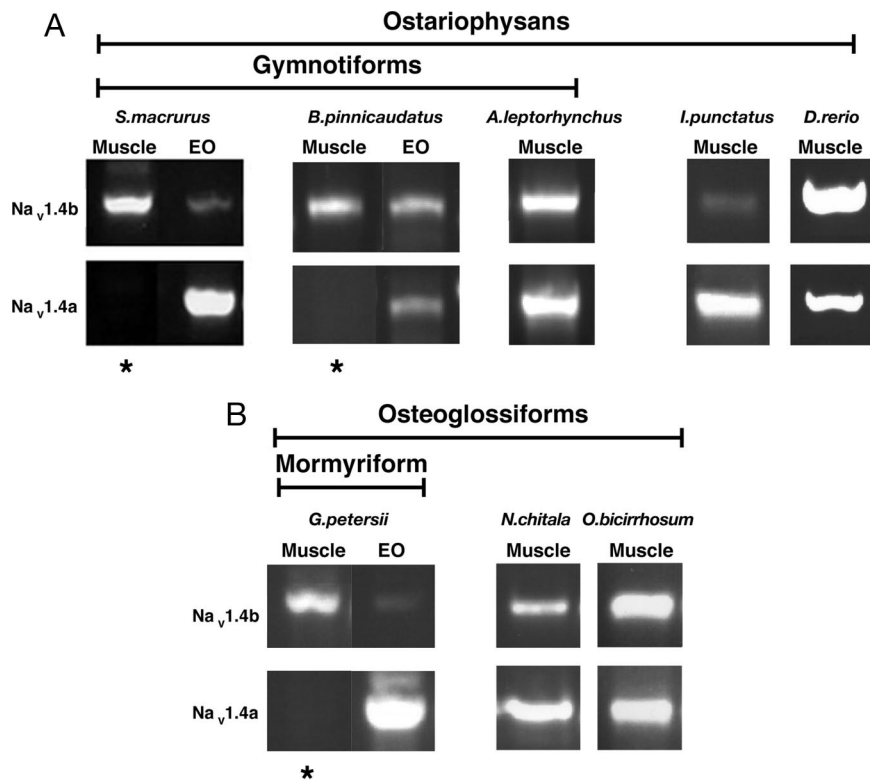 A
Ostariophysans
Gymnotiforms
S.macrurus B.pinnicaudatus A.leptorhynchus I.punctatus D.rerio
Muscle EO Muscle EO Muscle Muscle Muscle
Na v1.4b
Na v1.4a
* *
B
Osteoglossiforms
Mormyriform
G.petersii N.chitala O.bicirrhosum
Muscle EO Muscle Muscle
Na v1.4b
Na v1.4a
*